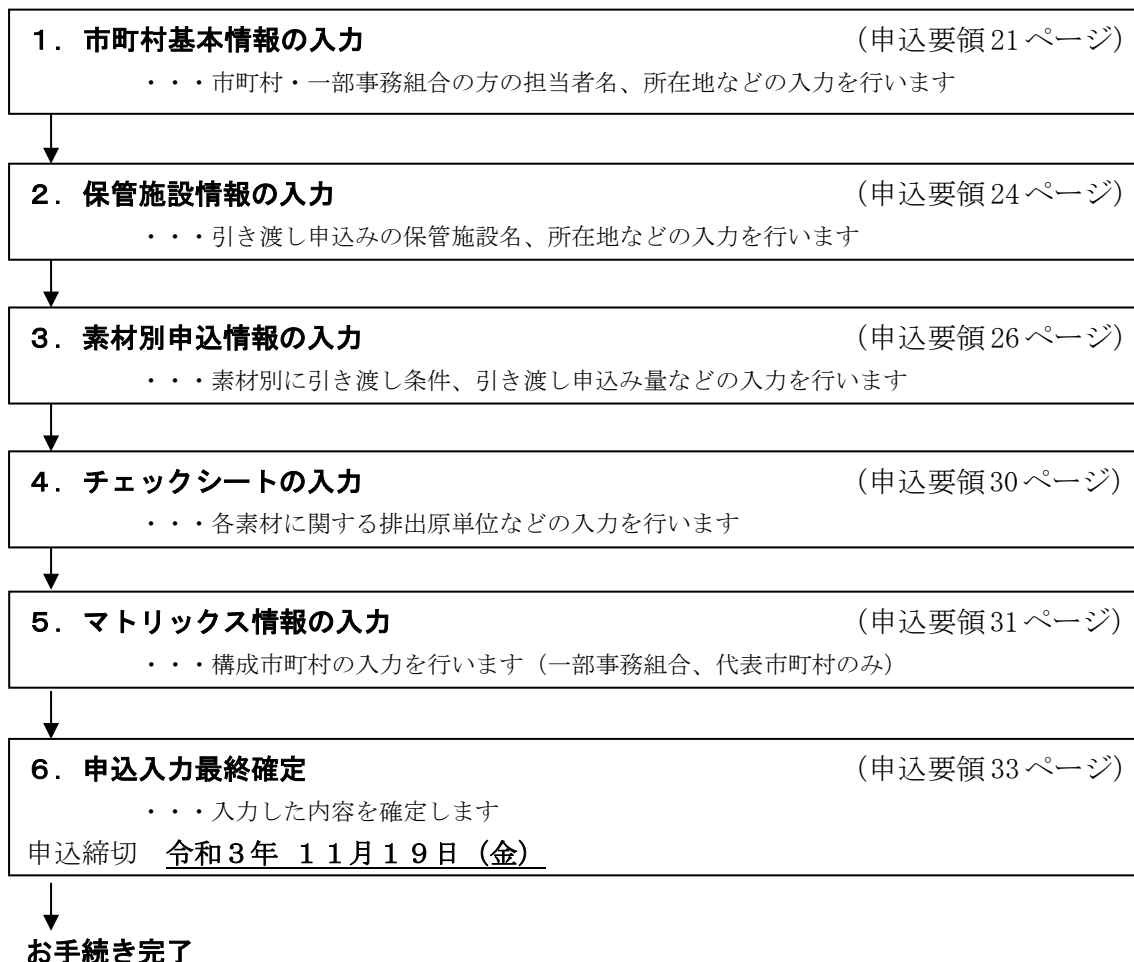 １．市町村基本情報の入力 （申込要領21ページ）
・・・市町村・一部事務組合の方の担当者名、所在地などの入力を行います
２．保管施設情報の入力 （申込要領24ページ）
・・・引き渡し申込みの保管施設名、所在地などの入力を行います
３．素材別申込情報の入力 （申込要領26ページ）
・・・素材別に引き渡し条件、引き渡し申込み量などの入力を行います
４．チェックシートの入力 （申込要領30ページ）
・・・各素材に関する排出原単位などの入力を行います
５．マトリックス情報の入力 （申込要領31ページ）
・・・構成市町村の入力を行います（一部事務組合、代表市町村のみ）
６．申込入力最終確定 （申込要領33ページ）
・・・入力した内容を確定します
申込締切 令和３年 １１月１９日（金）
お手続き完了